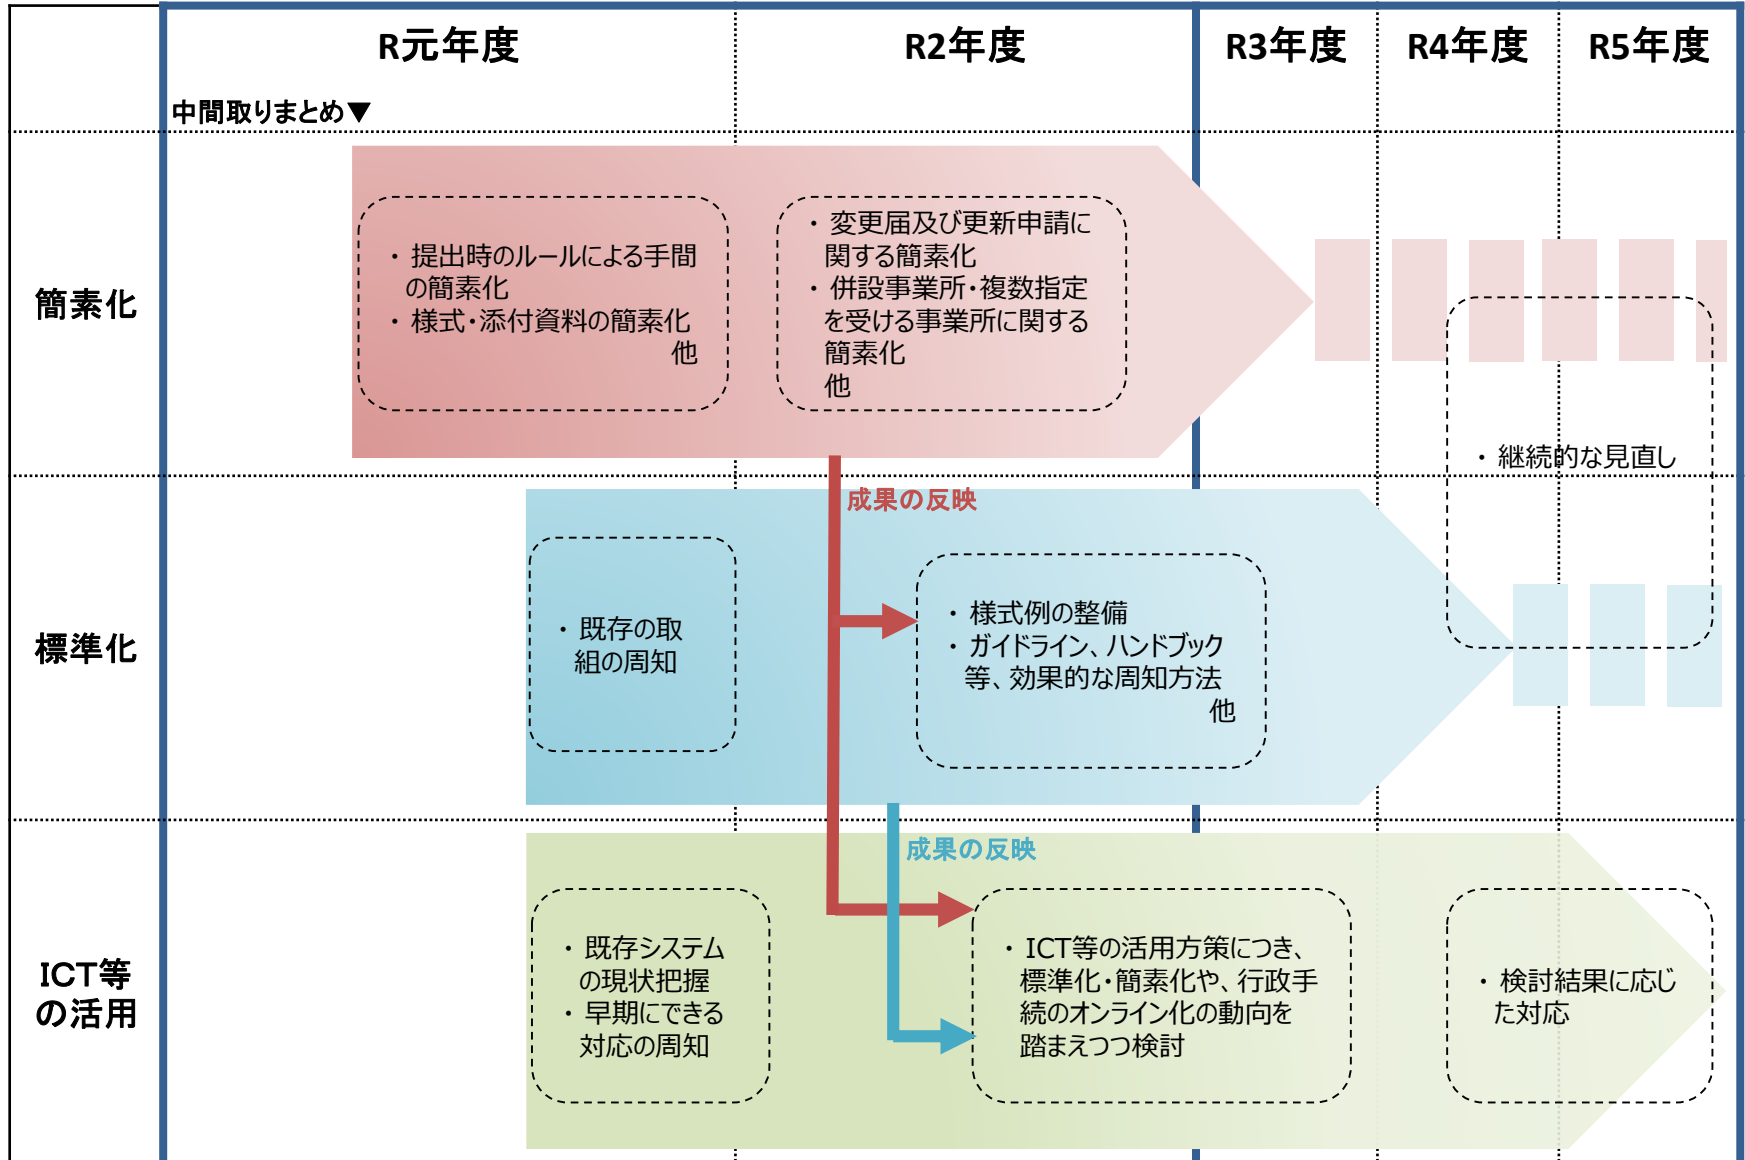 R元年度
R2年度
R3年度
R4年度
R5年度
中間取りまとめ▼
簡素化
・提出時のルールによる手間
の簡素化
・様式・添付資料の簡素化
他
・変更届及び更新申請に
関する簡素化
・併設事業所・複数指定
を受ける事業所に関する
簡素化
他
・継続的な見直し
成果の反映
標準化
・既存の取
組の周知
・様式例の整備
・ガイドライン、ハンドブック
等、効果的な周知方法
他
成果の反映
ICT等
の活用
・既存システム
の現状把握
・早期にできる
対応の周知
・ICT等の活用方策につき、
標準化・簡素化や、行政手
続のオンライン化の動向を
踏まえつつ検討
・検討結果に応じ
た対応